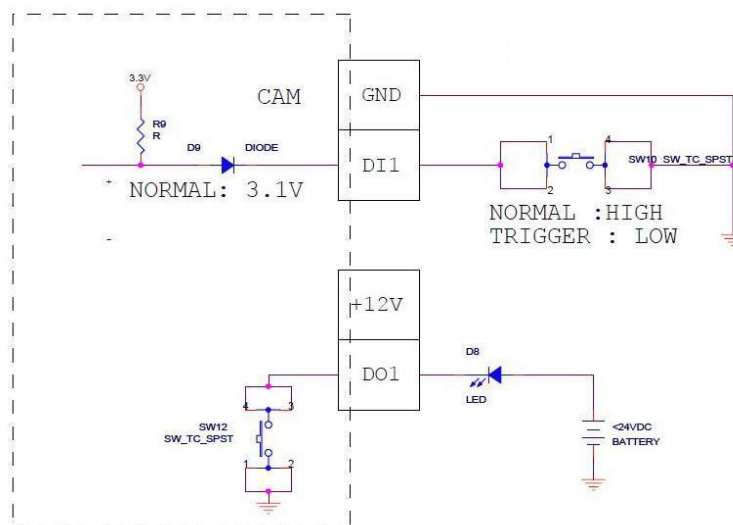 3.3V
R9
R
CAM
GND
D9
DIODE
DI1
+
NORMAL: 3.1V
-
1
4
2
3
SW10 SW_TC_SPST
NORMAL :HIGH
TRIGGER : LOW
+12V
DO1
D8
LED
4
3
SW12
SW_TC_SPST
1
2
<24VDC
BATTERY